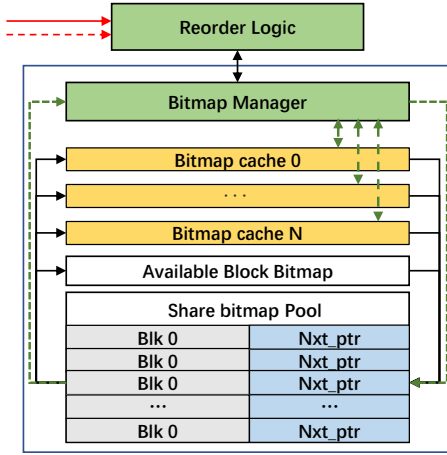 Reorder Logic
Bitmap Manager
Bitmap cache 0
...
Bitmap cache N
Available Block Bitmap
Share bitmap Pool
Blk 0 Nxt_ptr
Blk 0 Nxt_ptr
Blk 0 Nxt_ptr
... ...
Blk 0 Nxt_ptr